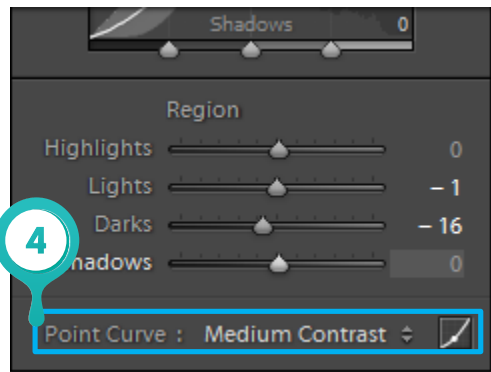 Shadows 0
Region
Highlights 0
Lights – 1
Darks – 16
hadows 0
4
Point Curve : Medium Contrast